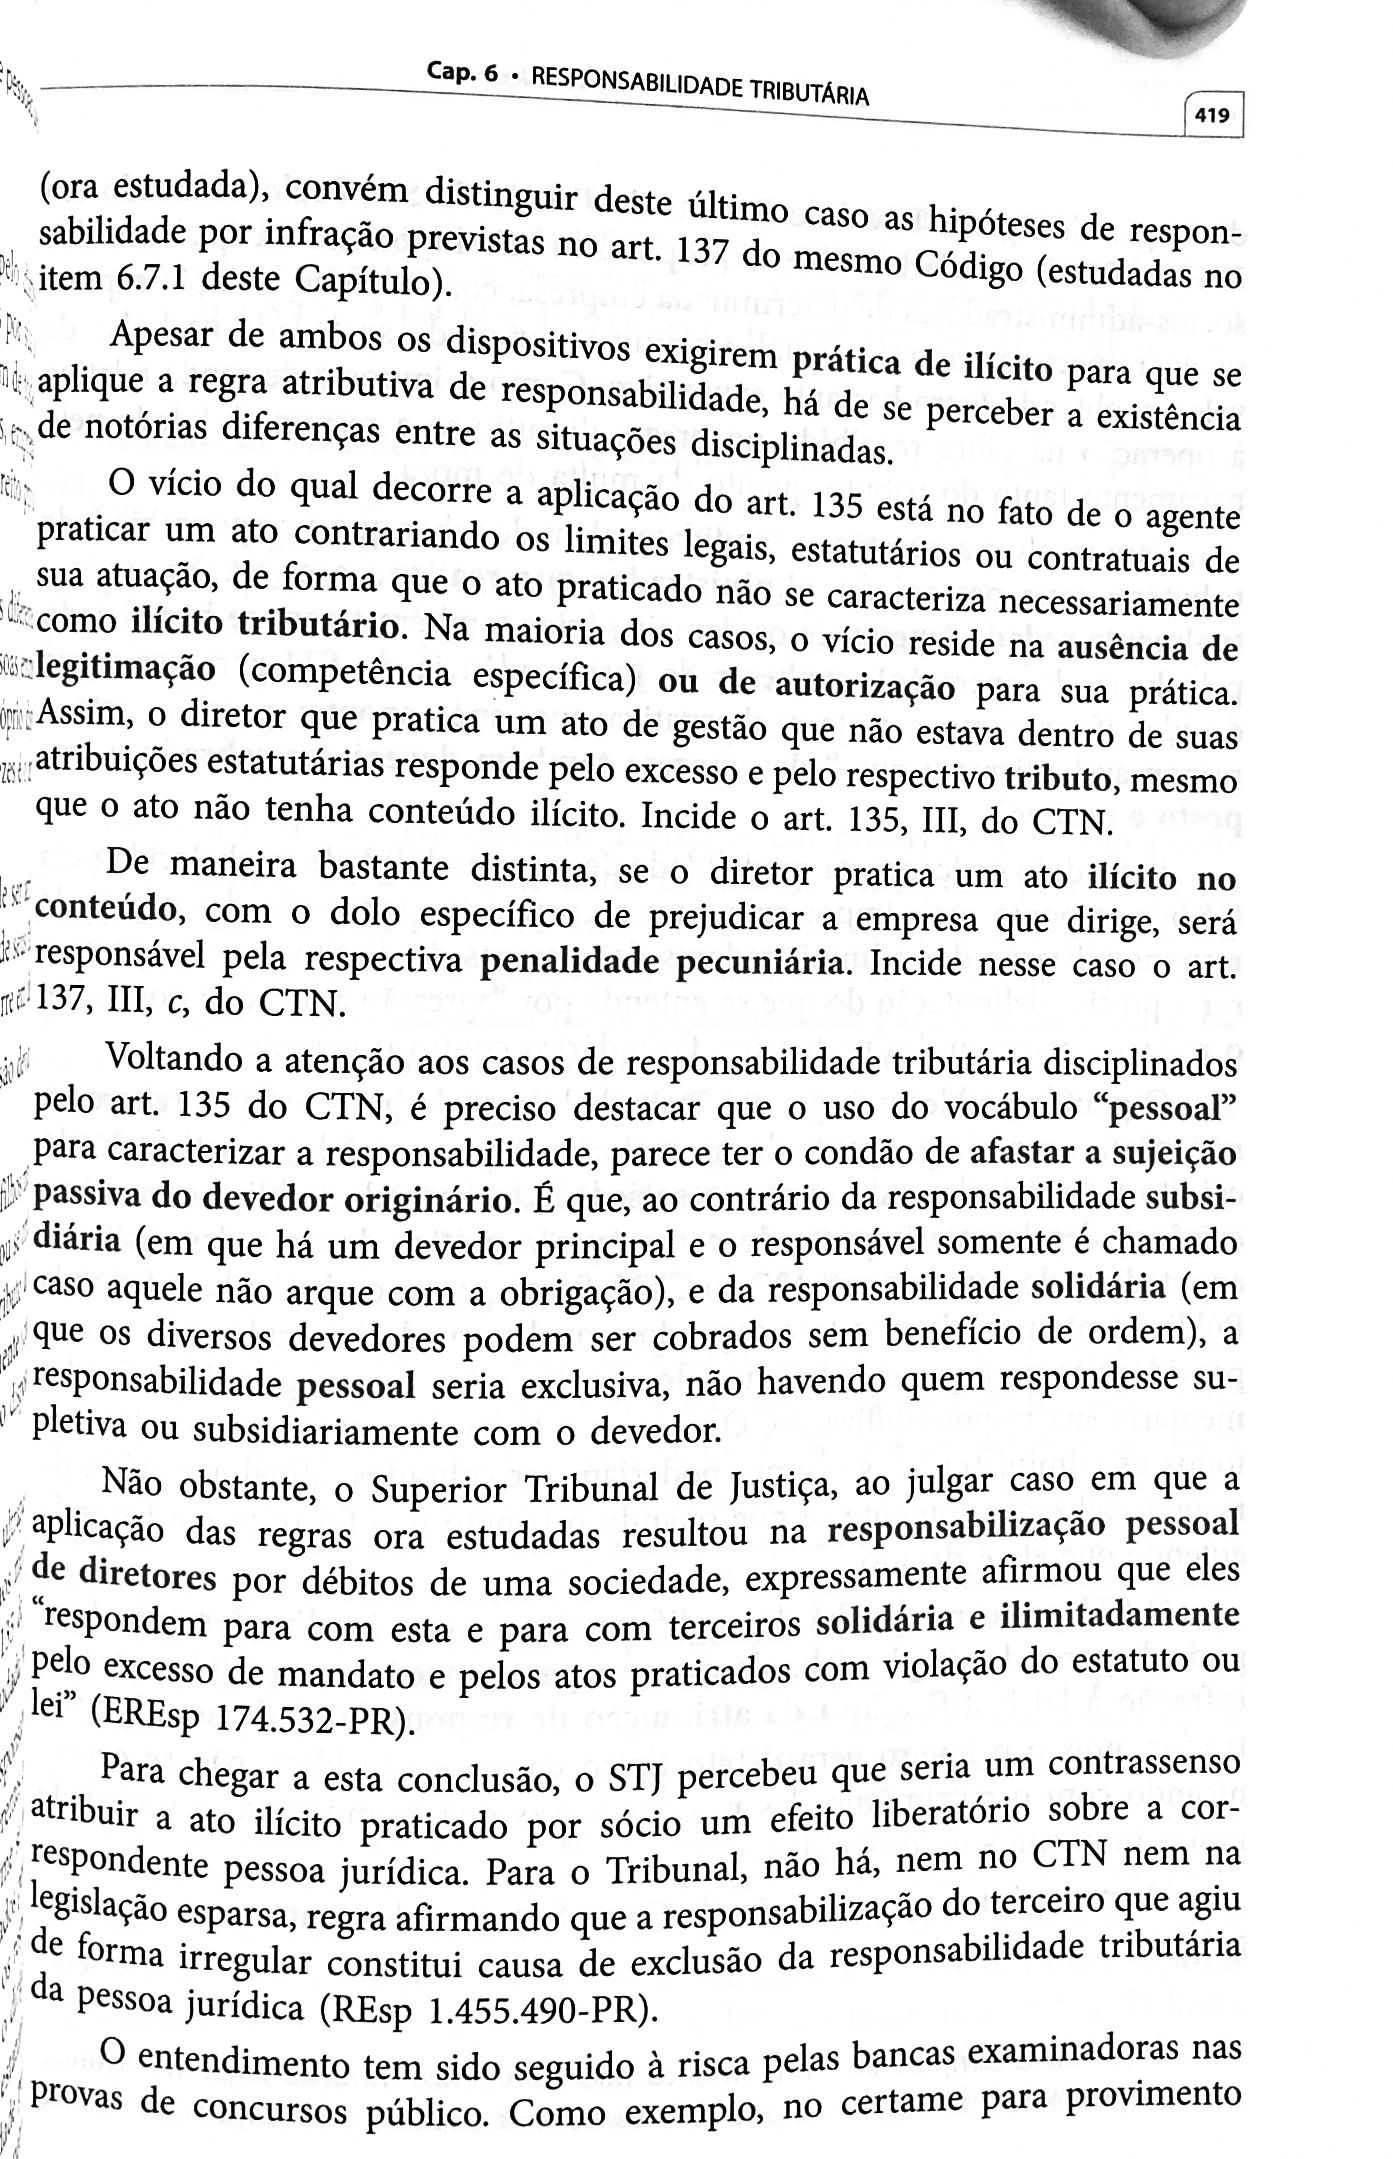 Cap. 6 • RESPONSABILIDADE TRIBUTÁRIA
419
(ora estudada), convém distinguir deste último caso as hipóteses de respon-
sabilidade por infração previstas no art. 137 do mesmo Código (estudadas no
item 6.7.1 deste Capítulo).
Apesar de ambos os dispositivos exigirem prática de ilícito para que se
aplique a regra atributiva de responsabilidade, há de se perceber a existência
de notórias diferenças entre as situações disciplinadas.
O vício do qual decorre a aplicação do art. 135 está no fato de o agente
praticar um ato contrariando os limites legais, estatutários ou contratuais de
sua atuação, de forma que o ato praticado não se caracteriza necessariamente
como ilícito tributário. Na maioria dos casos, o vício reside na ausência de
legitimação (competência específica) ou de autorização para sua prática.
Assim, o diretor que pratica um ato de gestão que não estava dentro de suas
atribuições estatutárias responde pelo excesso e pelo respectivo tributo, mesmo
que o ato não tenha conteúdo ilícito. Incide o art. 135, III, do CTN.
De maneira bastante distinta, se o diretor pratica um ato ilícito no
conteúdo, com o dolo específico de prejudicar a empresa que dirige, será
responsável pela respectiva penalidade pecuniária. Incide nesse caso o art.
137, III, c, do CTN.
Voltando a atenção aos casos de responsabilidade tributária disciplinados
pelo art. 135 do CTN, é preciso destacar que o uso do vocábulo “pessoal”
para caracterizar a responsabilidade, parece ter o condão de afastar a sujeição
passiva do devedor originário. É que, ao contrário da responsabilidade subsi-
diária (em que há um devedor principal e o responsável somente é chamado
caso aquele não arque com a obrigação), e da responsabilidade solidária (em
que os diversos devedores podem ser cobrados sem benefício de ordem), a
responsabilidade pessoal seria exclusiva, não havendo quem respondesse su-
pletiva ou subsidiariamente com o devedor.
Não obstante, o Superior Tribunal de Justiça, ao julgar caso em que a
aplicação das regras ora estudadas resultou na responsabilização pessoal
de diretores por débitos de uma sociedade, expressamente afirmou que eles
“respondem para com esta e para com terceiros solidária e ilimitadamente
pelo excesso de mandato e pelos atos praticados com violação do estatuto ou
lei” (EREsp 174.532-PR).
Para chegar a esta conclusão, o STJ percebeu que seria um contrassenso
atribuir a ato ilícito praticado por sócio um efeito liberatório sobre a cor-
respondente pessoa jurídica. Para o Tribunal, não há, nem no CTN nem na
legislação esparsa, regra afirmando que a responsabilização do terceiro que agiu
de forma irregular constitui causa de exclusão da responsabilidade tributária
da pessoa jurídica (REsp 1.455.490-PR).
O entendimento tem sido seguido à risca pelas bancas examinadoras nas
provas de concursos público. Como exemplo, no certame para provimento